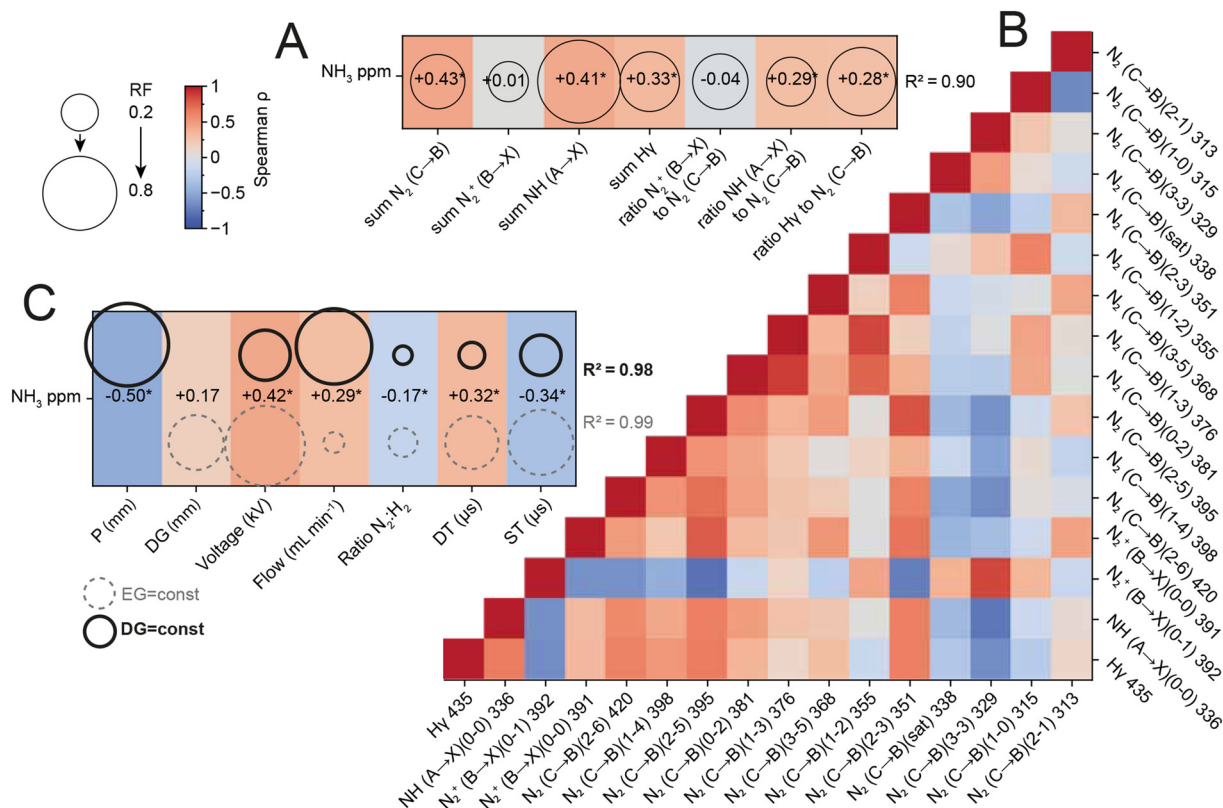 A
B
RF
0.2
0.8
1
0.5
0
−0.5
−1
Spearman ρ
NH₃ ppm
+0.43*
+0.01
+0.41*
+0.33*
-0.04
+0.29*
+0.28*
R² = 0.90
sum N₂ (C→B)
sum N₂⁺ (B→X)
sum NH (A→X)
sum Hγ
ratio N₂⁺ (B→X)
to N₂ (C→B)
ratio NH (A→X)
to N₂ (C→B)
ratio Hγ to N₂ (C→B)
N₂ (C→B)(2-1) 313
N₂ (C→B)(1-0) 315
N₂ (C→B)(3-3) 329
N₂ (C→B)(sat) 338
N₂ (C→B)(2-3) 351
N₂ (C→B)(1-2) 355
N₂ (C→B)(3-5) 368
N₂ (C→B)(1-3) 376
N₂ (C→B)(0-2) 381
N₂ (C→B)(2-5) 395
N₂ (C→B)(1-4) 398
N₂ (C→B)(2-6) 420
N₂⁺ (B→X)(0-0) 391
N₂⁺ (B→X)(0-1) 392
NH (A→X)(0-0) 336
Hγ 435
C
NH₃ ppm
-0.50*
+0.17
+0.42*
+0.29*
-0.17*
+0.32*
-0.34*
R² = 0.98
R² = 0.99
P (mm)
DG (mm)
Voltage (KV)
Flow (mL min⁻¹)
Ratio N₂:H₂
DT (µs)
ST (µs)
EG=const
DG=const
Hγ 435
NH (A→X)(0-0) 336
N₂⁺ (B→X)(0-1) 392
N₂⁺ (B→X)(0-0) 391
N₂ (C→B)(2-6) 420
N₂ (C→B)(1-4) 398
N₂ (C→B)(2-5) 395
N₂ (C→B)(0-2) 381
N₂ (C→B)(1-3) 376
N₂ (C→B)(3-5) 368
N₂ (C→B)(1-2) 355
N₂ (C→B)(2-3) 351
N₂ (C→B)(sat) 338
N₂ (C→B)(3-3) 329
N₂ (C→B)(1-0) 315
N₂ (C→B)(2-1) 313